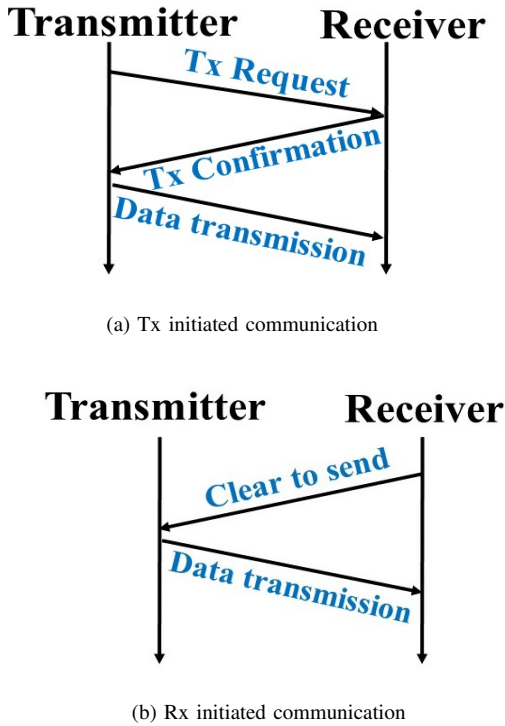 Transmitter Receiver
Tx Request
Tx Confirmation
Data transmission
(a) Tx initiated communication
Transmitter Receiver
Clear to send
Data transmission
(b) Rx initiated communication